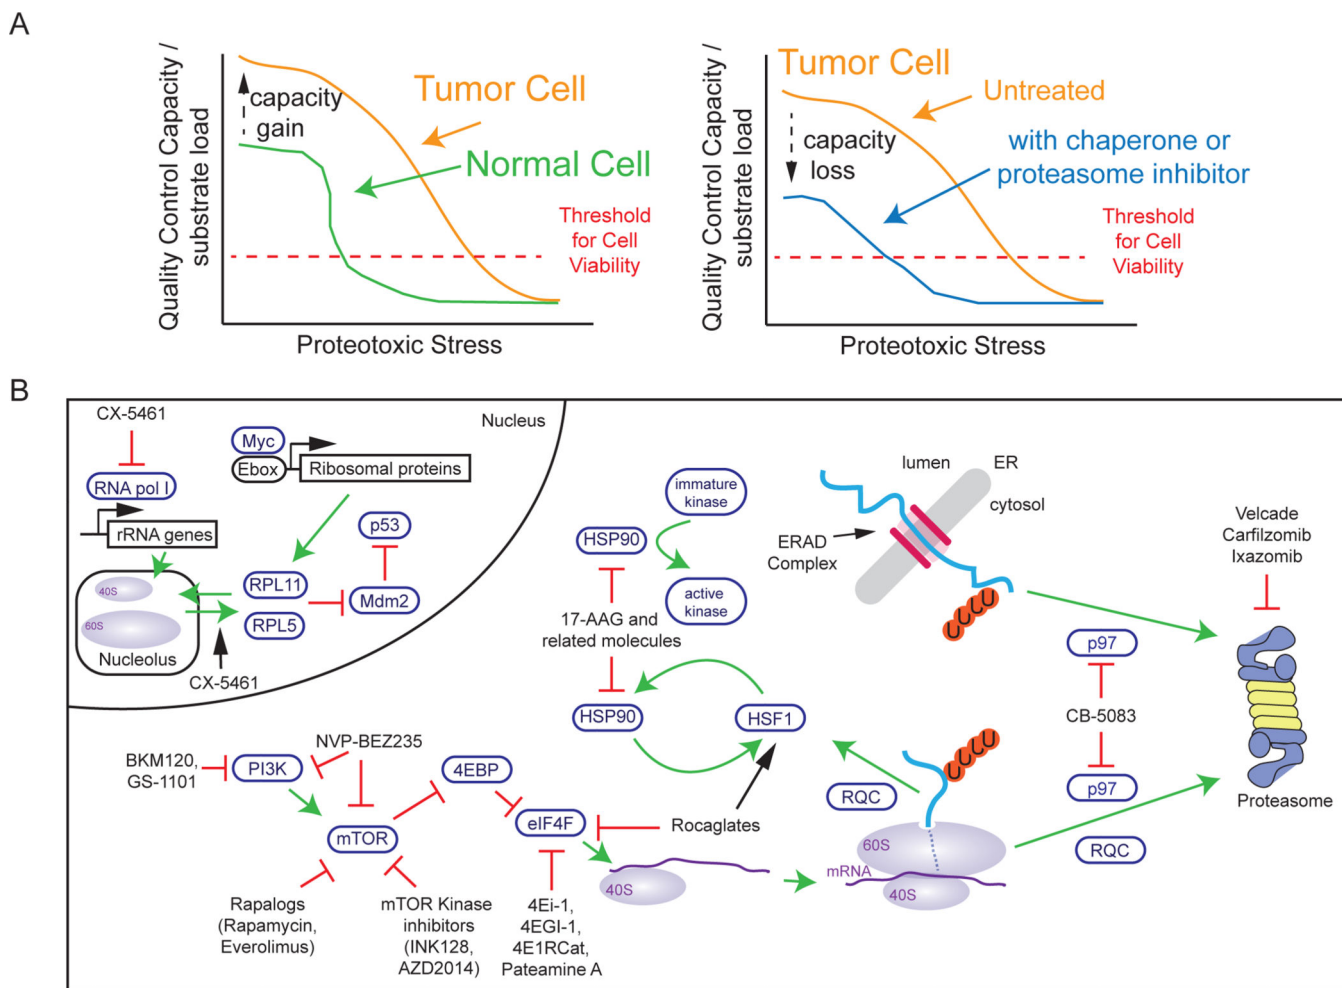 A
Quality Control Capacity /
substrate load
capacity
gain
Tumor Cell
Normal Cell
Threshold
for Cell
Viability
Proteotoxic Stress
Quality Control Capacity /
substrate load
Tumor Cell
Untreated
capacity
loss
with chaperone or
proteasome inhibitor
Threshold
for Cell
Viability
Proteotoxic Stress
B
Nucleus
CX-5461
RNA pol I
rRNA genes
Myc
Ebox
Ribosomal proteins
p53
RPL11
RPL5
Mdm2
40S
60S
Nucleolus
CX-5461
immature
kinase
HSP90
active
kinase
17-AAG and
related molecules
HSP90
HSF1
lumen
ER
cytosol
ERAD
Complex
U U U U
Velcade
Carfilzomib
Ixazomib
p97
CB-5083
p97
Proteasome
RQC
RQC
U U U U
60S
mRNA
40S
BKM120,
GS-1101
PI3K
NVP-BEZ235
mTOR
4EBP
eIF4F
Rocaglates
40S
Rapalogs
(Rapamycin,
Everolimus)
mTOR Kinase
inhibitors
(INK128,
AZD2014)
4Ei-1,
4EGI-1,
4E1RCat,
Pateamine A